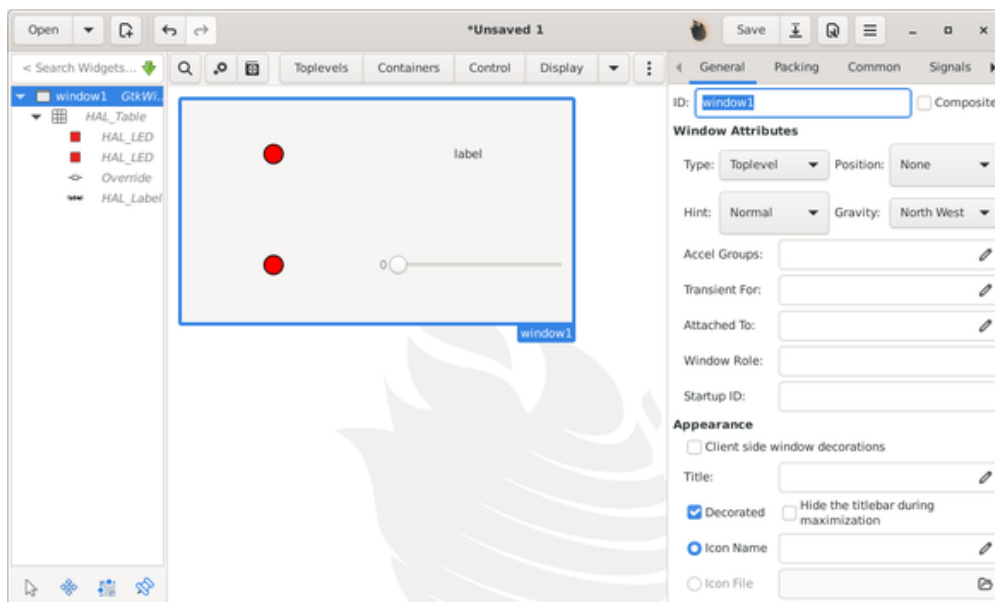 Open
*Unsaved 1
Save
< Search Widgets...
Toplevels Containers Control Display
General Packing Common Signals
window1 GtkWi..
HAL_Table
HAL_LED
HAL_LED
Override
HAL_Label
label
0
window1
ID: window1 Composite
Window Attributes
Type: Toplevel Position: None
Hint: Normal Gravity: North West
Accel Groups:
Transient For:
Attached To:
Window Role:
Startup ID:
Appearance
Client side window decorations
Title:
Decorated Hide the titlebar during
maximization
Icon Name
Icon File